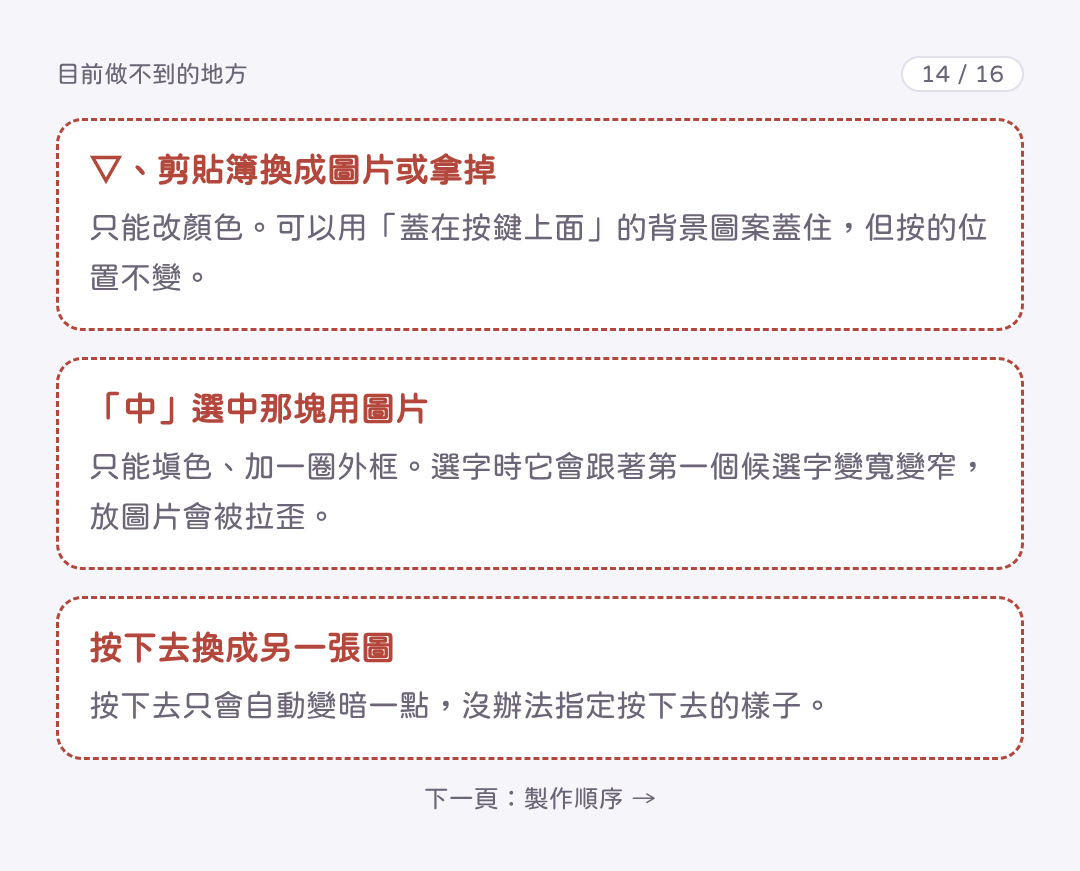 目前做不到的地方
14 / 16
▽、剪貼簿換成圖片或拿掉
只能改顏色。可以用「蓋在按鍵上面」的背景圖案蓋住，但按的位
置不變。
「中」選中那塊用圖片
只能填色、加一圈外框。選字時它會跟著第一個候選字變寬變窄，
放圖片會被拉歪。
按下去換成另一張圖
按下去只會自動變暗一點，沒辦法指定按下去的樣子。
下一頁：製作順序 →